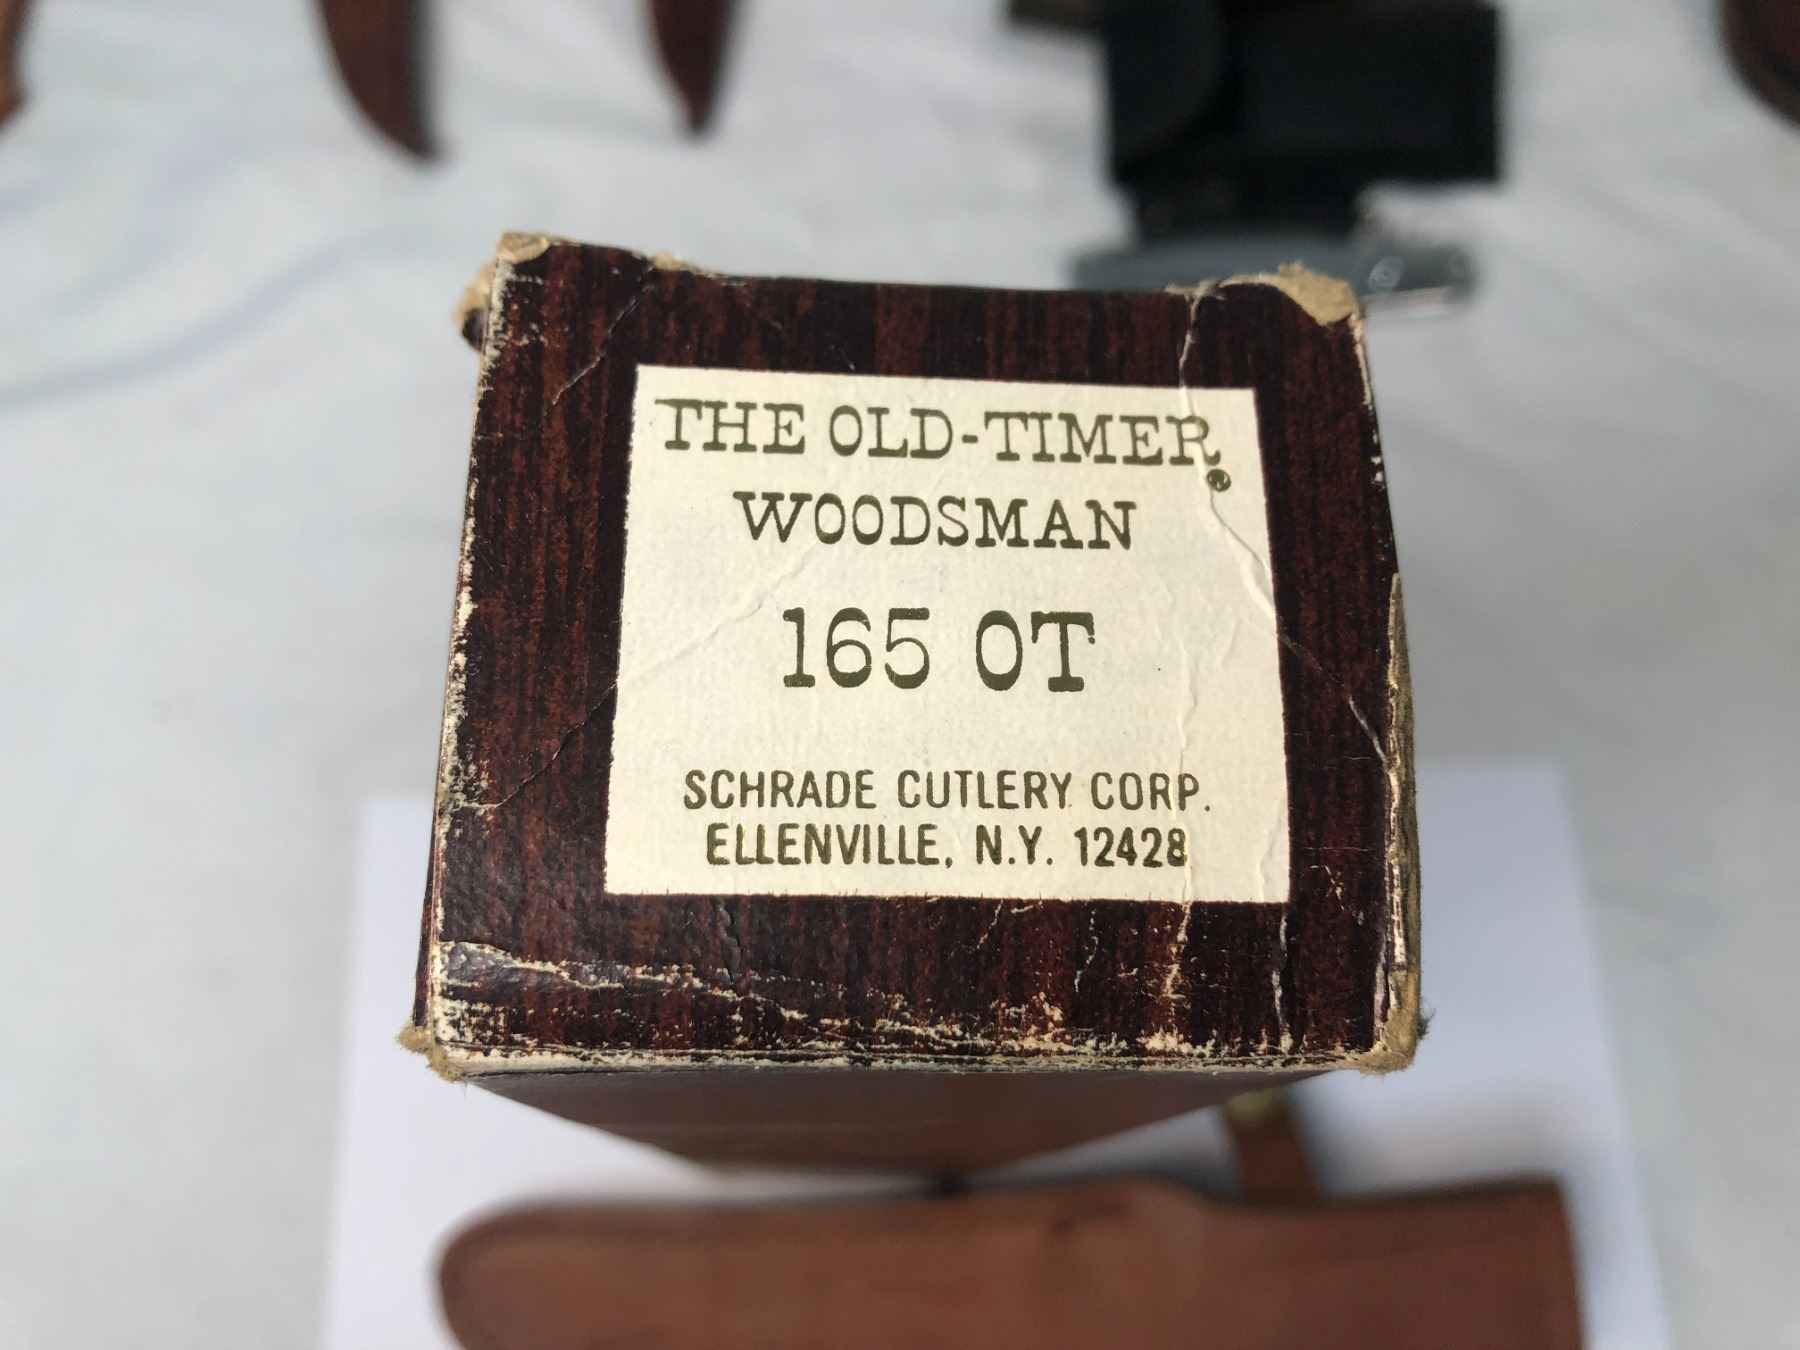 THE OLD-TIMER®
WOODSMAN
165 OT
SCHRADE CUTLERY CORP.
ELLENVILLE, N.Y. 12428